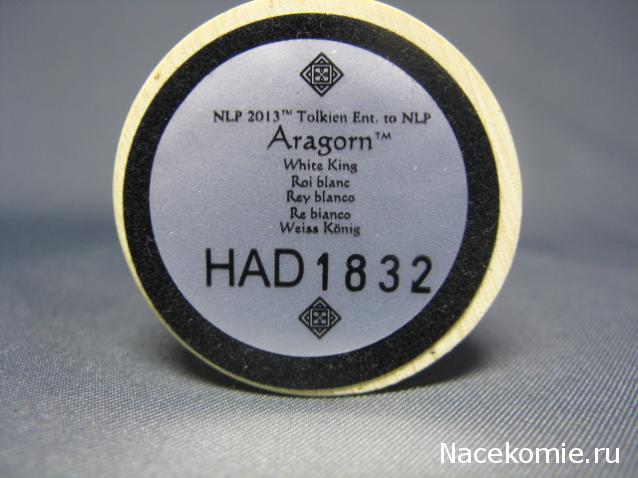 NLP 2013™ Tolkien Ent. to NLP
Aragorn™
White King
Roi blanc
Rey blanco
Re bianco
Weiss König
HAD1832
Nacekomie.ru